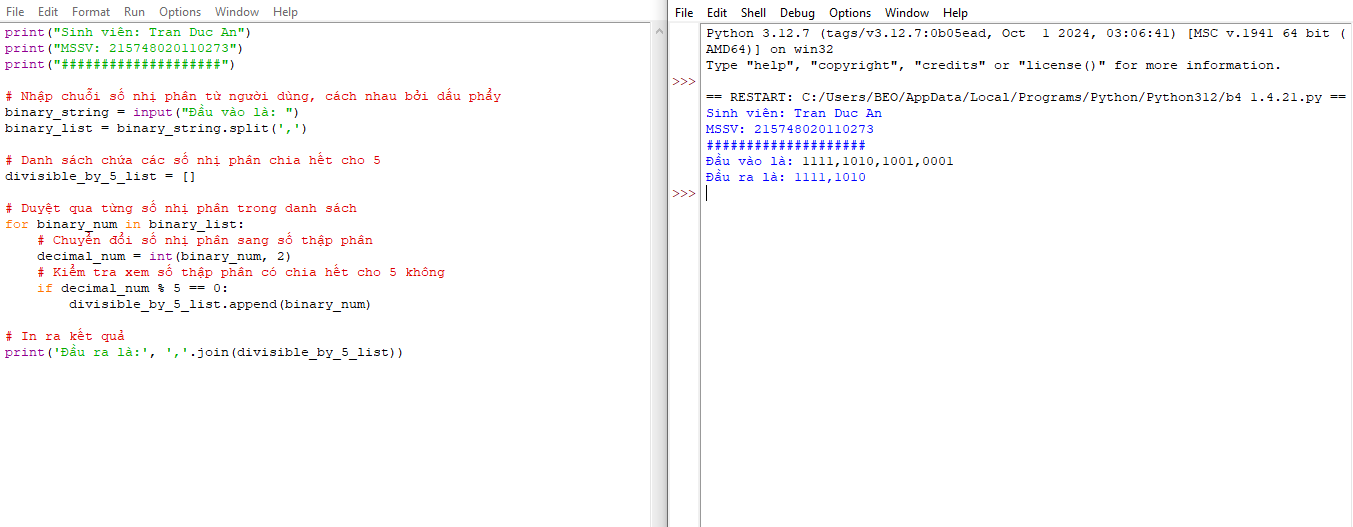 File Edit Format Run Options Window Help
print("Sinh viên: Tran Duc An")
print("MSSV: 215748020110273")
print("####################")
# Nhập chuỗi số nhị phân từ người dùng, cách nhau bởi dấu phẩy
binary_string = input("Đầu vào là: ")
binary_list = binary_string.split(',')
# Danh sách chứa các số nhị phân chia hết cho 5
divisible_by_5_list = []
# Duyệt qua từng số nhị phân trong danh sách
for binary_num in binary_list:
# Chuyển đổi số nhị phân sang số thập phân
decimal_num = int(binary_num, 2)
# Kiểm tra xem số thập phân có chia hết cho 5 không
if decimal_num % 5 == 0:
divisible_by_5_list.append(binary_num)
# In ra kết quả
print('Đầu ra là:', ','.join(divisible_by_5_list))
File Edit Shell Debug Options Window Help
Python 3.12.7 (tags/v3.12.7:0b05ead, Oct  1 2024, 03:06:41) [MSC v.1941 64 bit (
AMD64)] on win32
Type "help", "copyright", "credits" or "license()" for more information.
>>>
== RESTART: C:/Users/BEO/AppData/Local/Programs/Python/Python312/b4 1.4.21.py ==
Sinh viên: Tran Duc An
MSSV: 215748020110273
####################
Đầu vào là: 1111,1010,1001,0001
Đầu ra là: 1111,1010
>>>